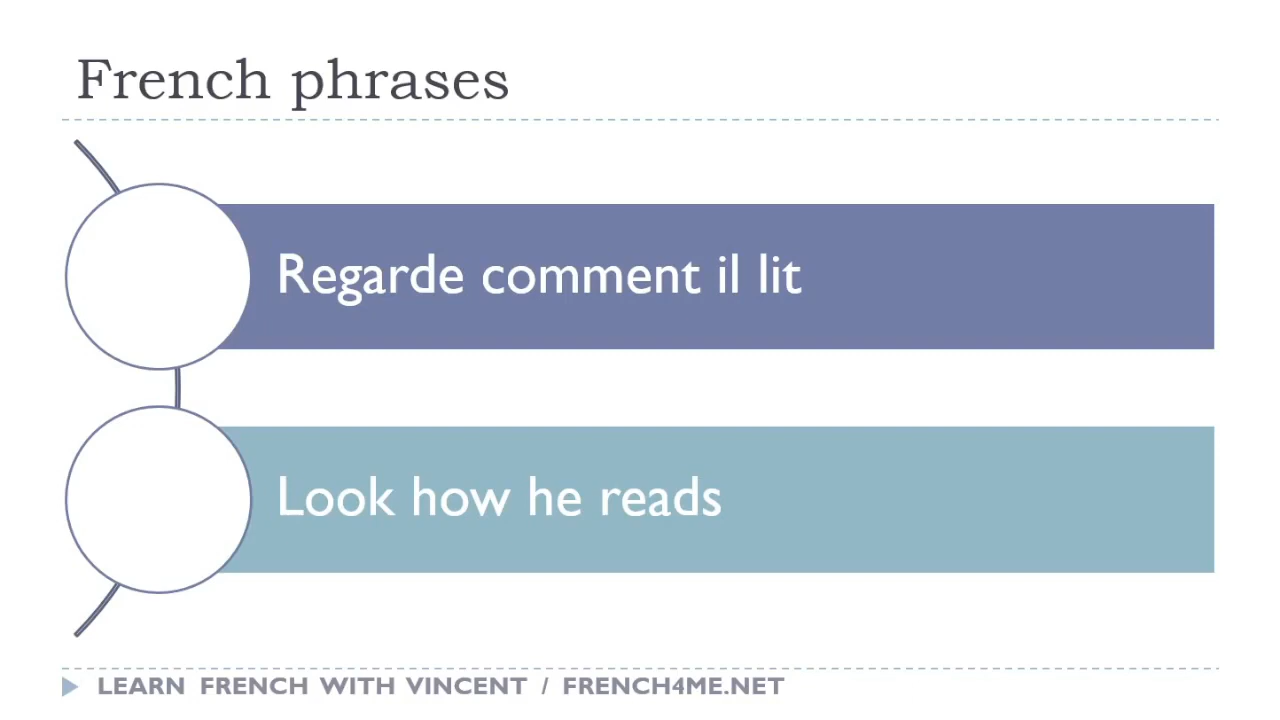 French phrases
Regarde comment il lit
Look how he reads
LEARN FRENCH WITH VINCENT / FRENCH4ME.NET